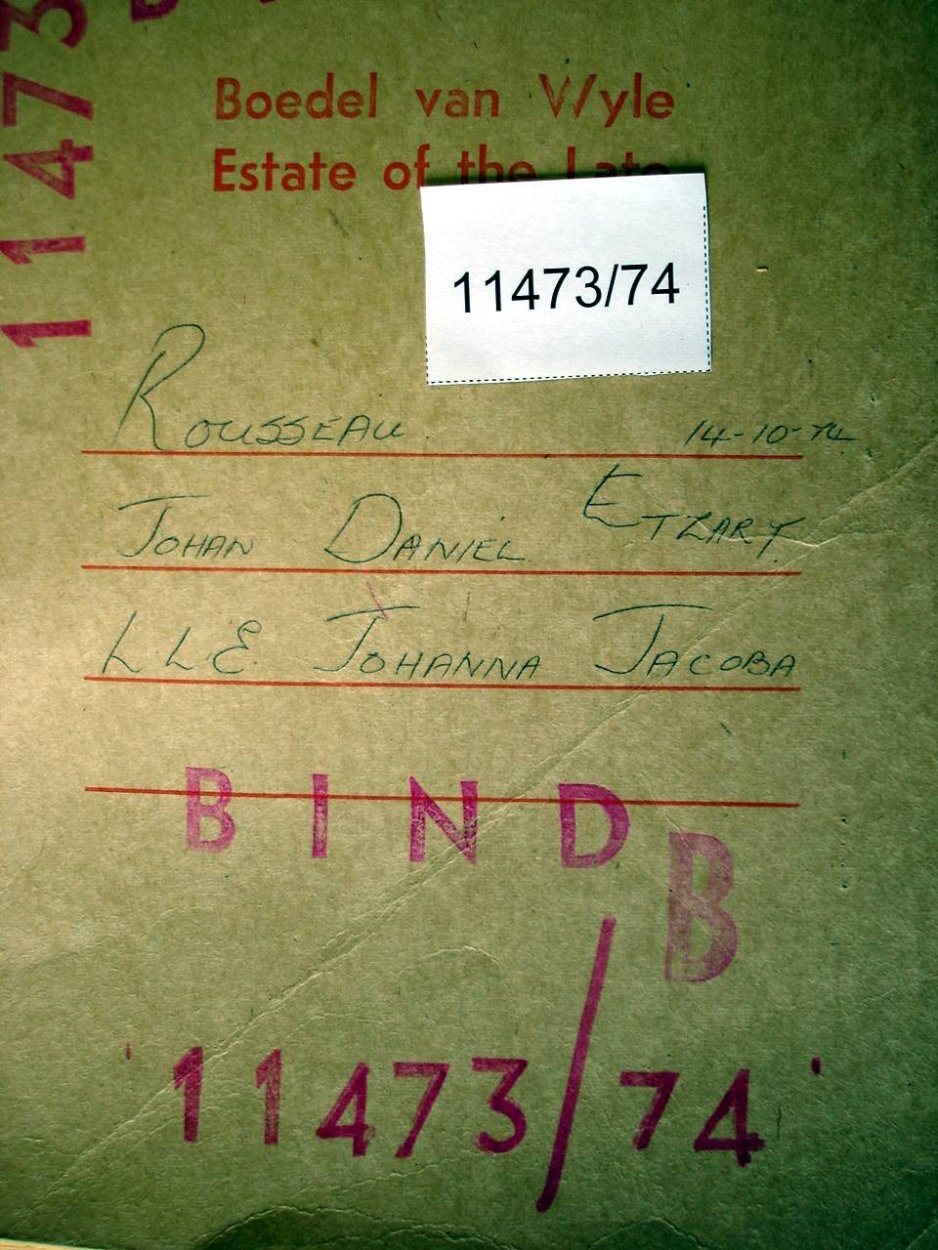 11473
Boedel van Wyle
Estate of the Late
11473/74
ROUSSEAU 14-10-74
JOHAN DANIEL ETZART
L L E JOHANNA JACOBA
BIND
B
11473/74